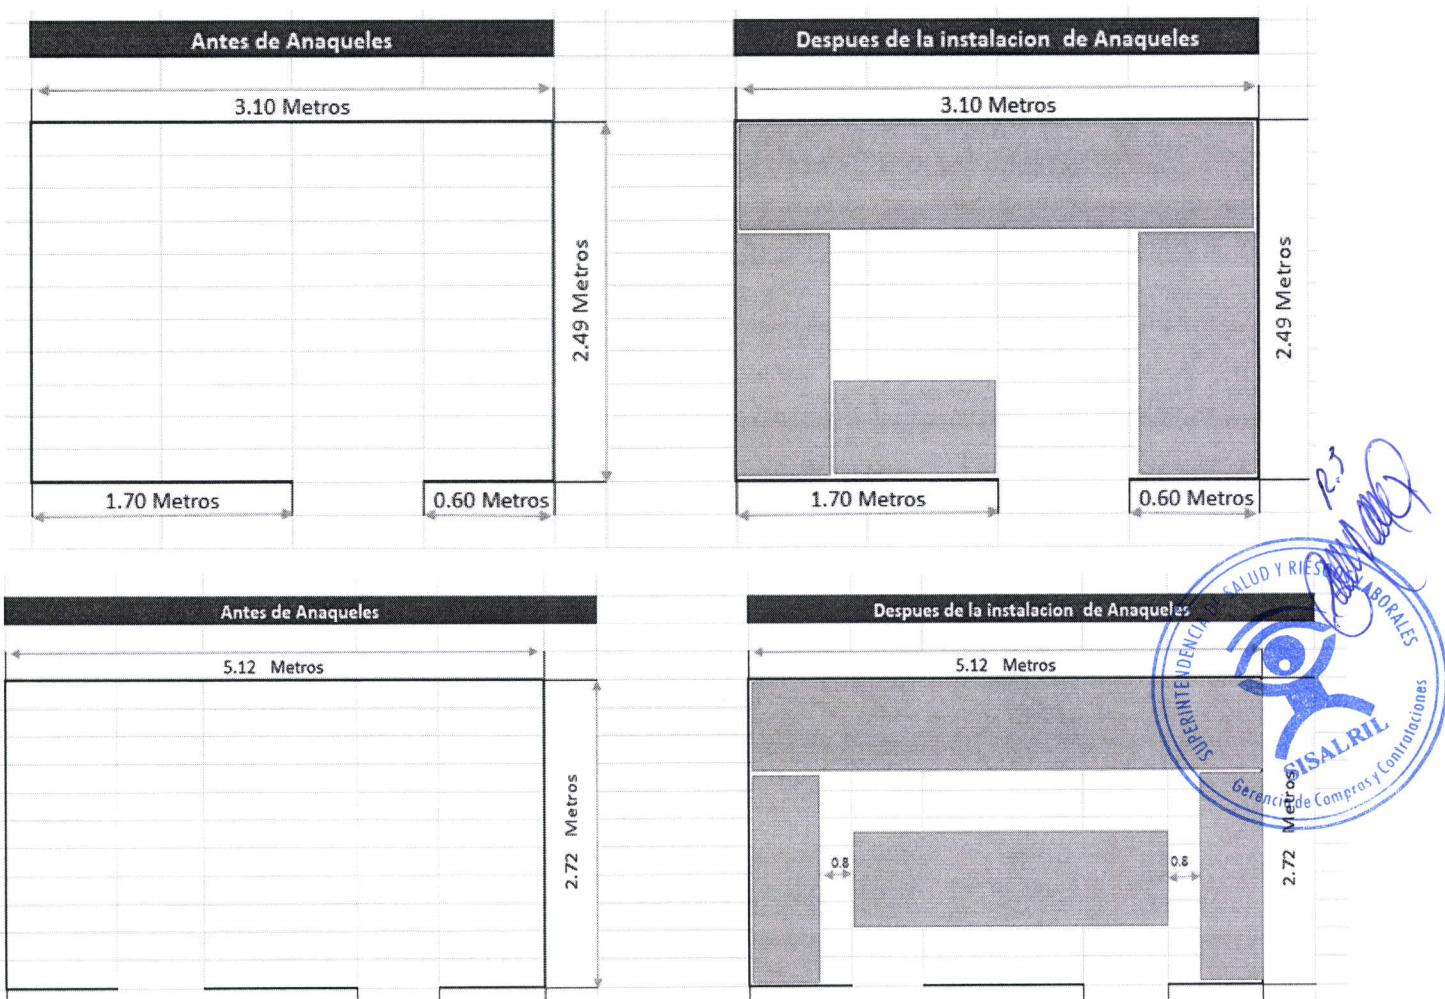 Antes de Anaqueles
Despues de la instalacion de Anaqueles
3.10 Metros
3.10 Metros
2.49 Metros
2.49 Metros
1.70 Metros
0.60 Metros
1.70 Metros
0.60 Metros
R.J
Antes de Anaqueles
Despues de la instalacion de Anaqueles
5.12 Metros
5.12 Metros
2.72 Metros
0.8
0.8
2.72 Metros
SUPERINTENDENCIA DE SALUD Y RIESGOS LABORALES
SISALRIL
Gerencia de Compras y Contrataciones